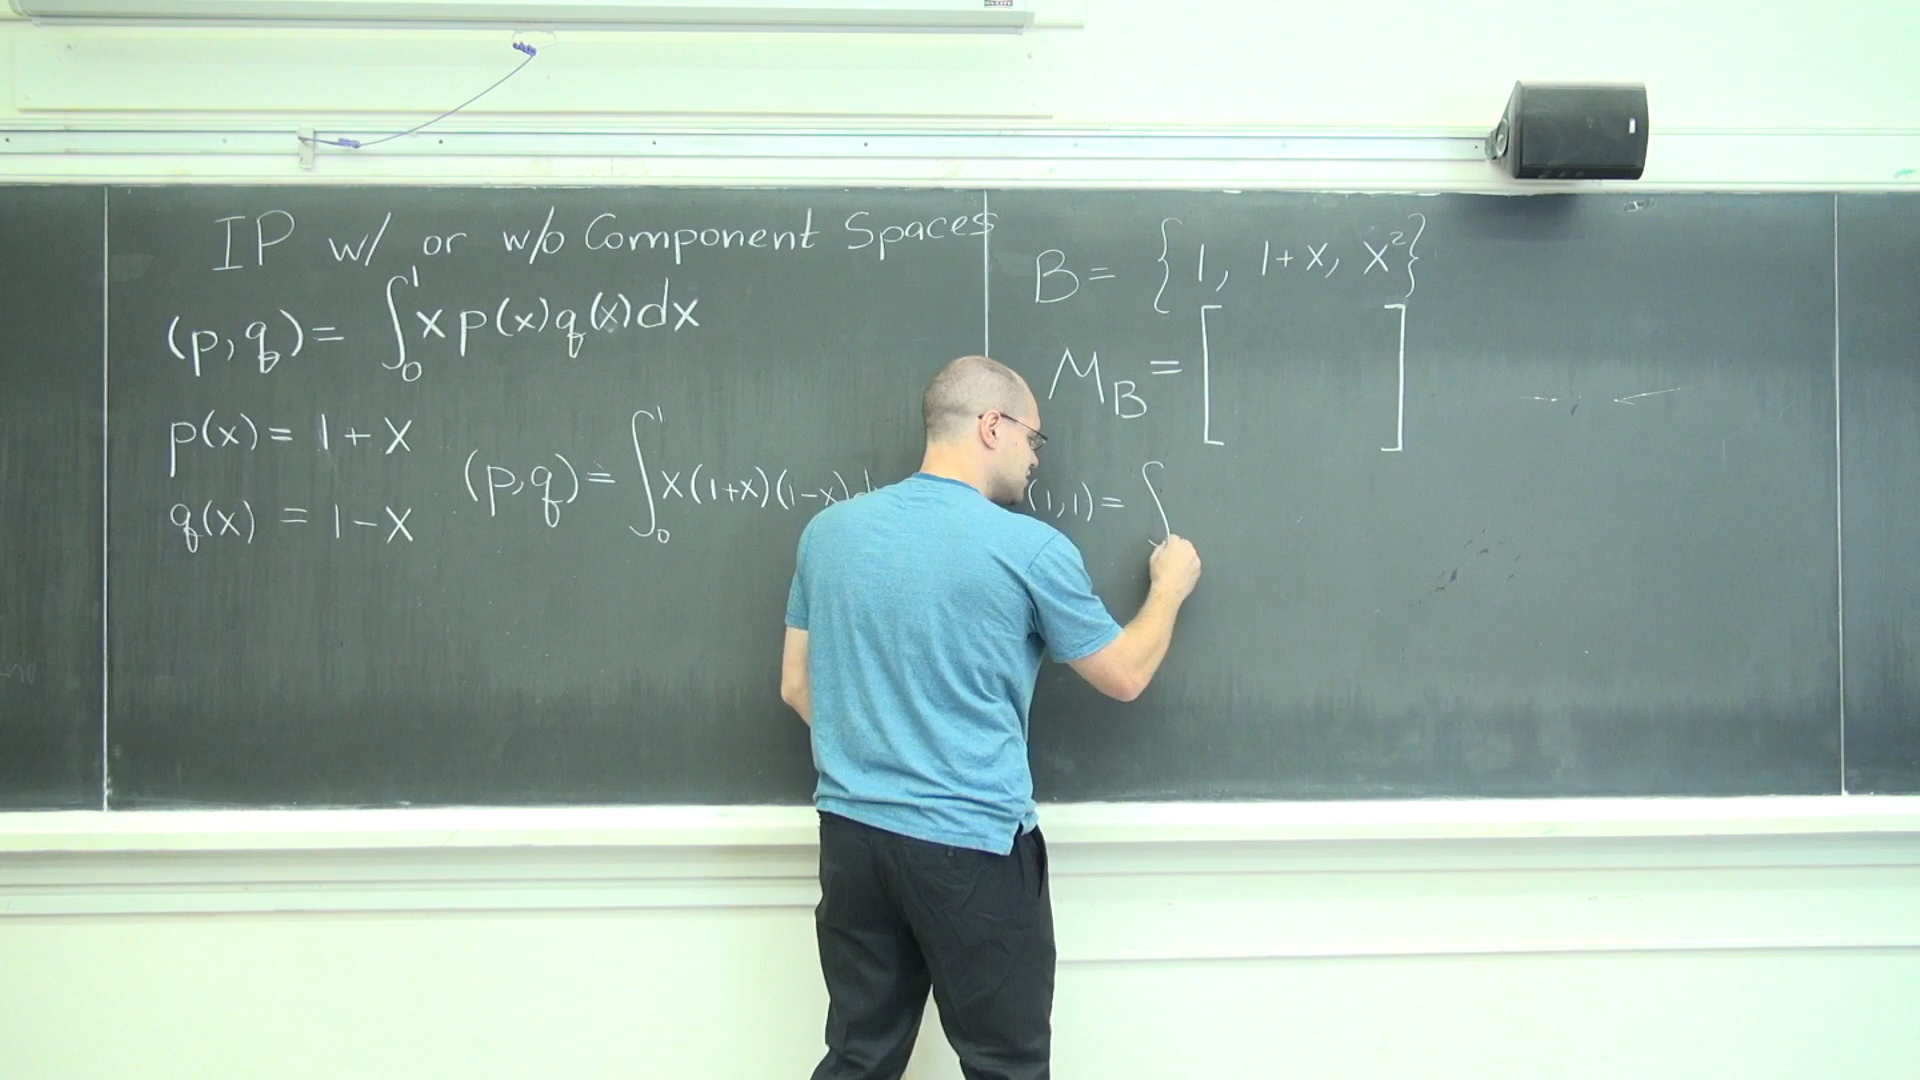 IP w/ or w/o Component Spaces
(p,q)= ∫₀¹ x p(x)q(x)dx
p(x)= 1+x
q(x) = 1-x
(p,q)= ∫₀¹ x(1+x)(1-x)d
B= {1, 1+x, x²}
M_B = [ ]
(1,1)= ∫